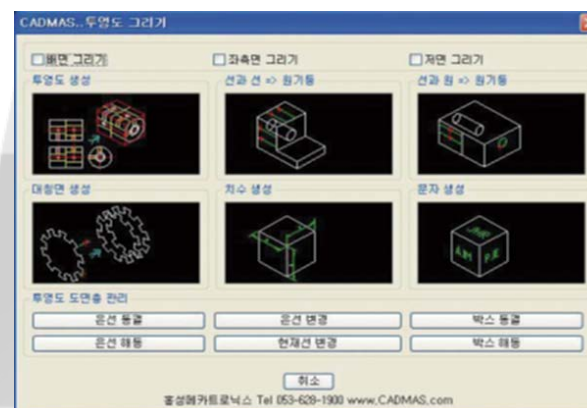 CADMAS..투영도 그리기
배면 그리기 좌측면 그리기 저면 그리기
투영도 생성 선과 선 => 원기둥 선과 원 => 원기둥
대칭면 생성 치수 생성 문자 생성
투영도 도면층 관리
은선 동결 은선 변경 박스 동결
은선 해동 현재선 변경 박스 해동
취소
홍성메카트로닉스 Tel 053-628-1900 www.CADMAS.com